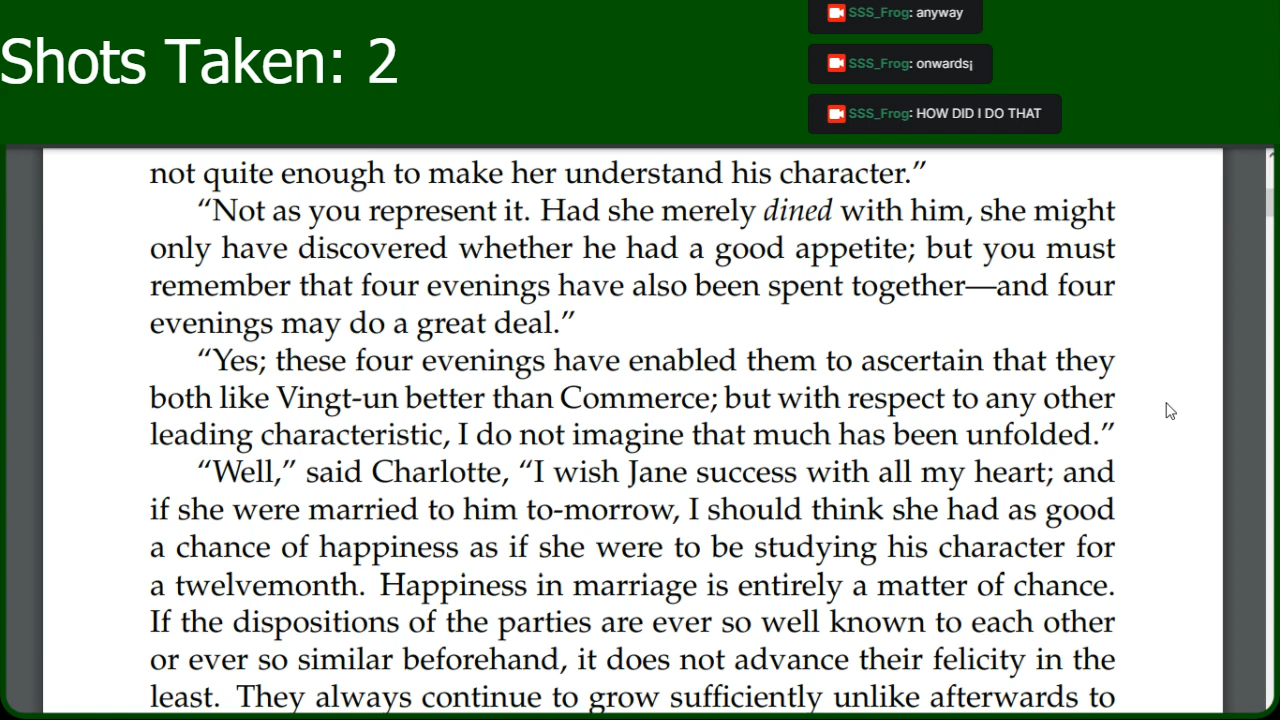 Shots Taken: 2
SSS_Frog: anyway
SSS_Frog: onwards¡
SSS_Frog: HOW DID I DO THAT
not quite enough to make her understand his character.”
“Not as you represent it. Had she merely dined with him, she might
only have discovered whether he had a good appetite; but you must
remember that four evenings have also been spent together—and four
evenings may do a great deal.”
“Yes; these four evenings have enabled them to ascertain that they
both like Vingt-un better than Commerce; but with respect to any other
leading characteristic, I do not imagine that much has been unfolded.”
“Well,” said Charlotte, “I wish Jane success with all my heart; and
if she were married to him to-morrow, I should think she had as good
a chance of happiness as if she were to be studying his character for
a twelvemonth. Happiness in marriage is entirely a matter of chance.
If the dispositions of the parties are ever so well known to each other
or ever so similar beforehand, it does not advance their felicity in the
least. They always continue to grow sufficiently unlike afterwards to